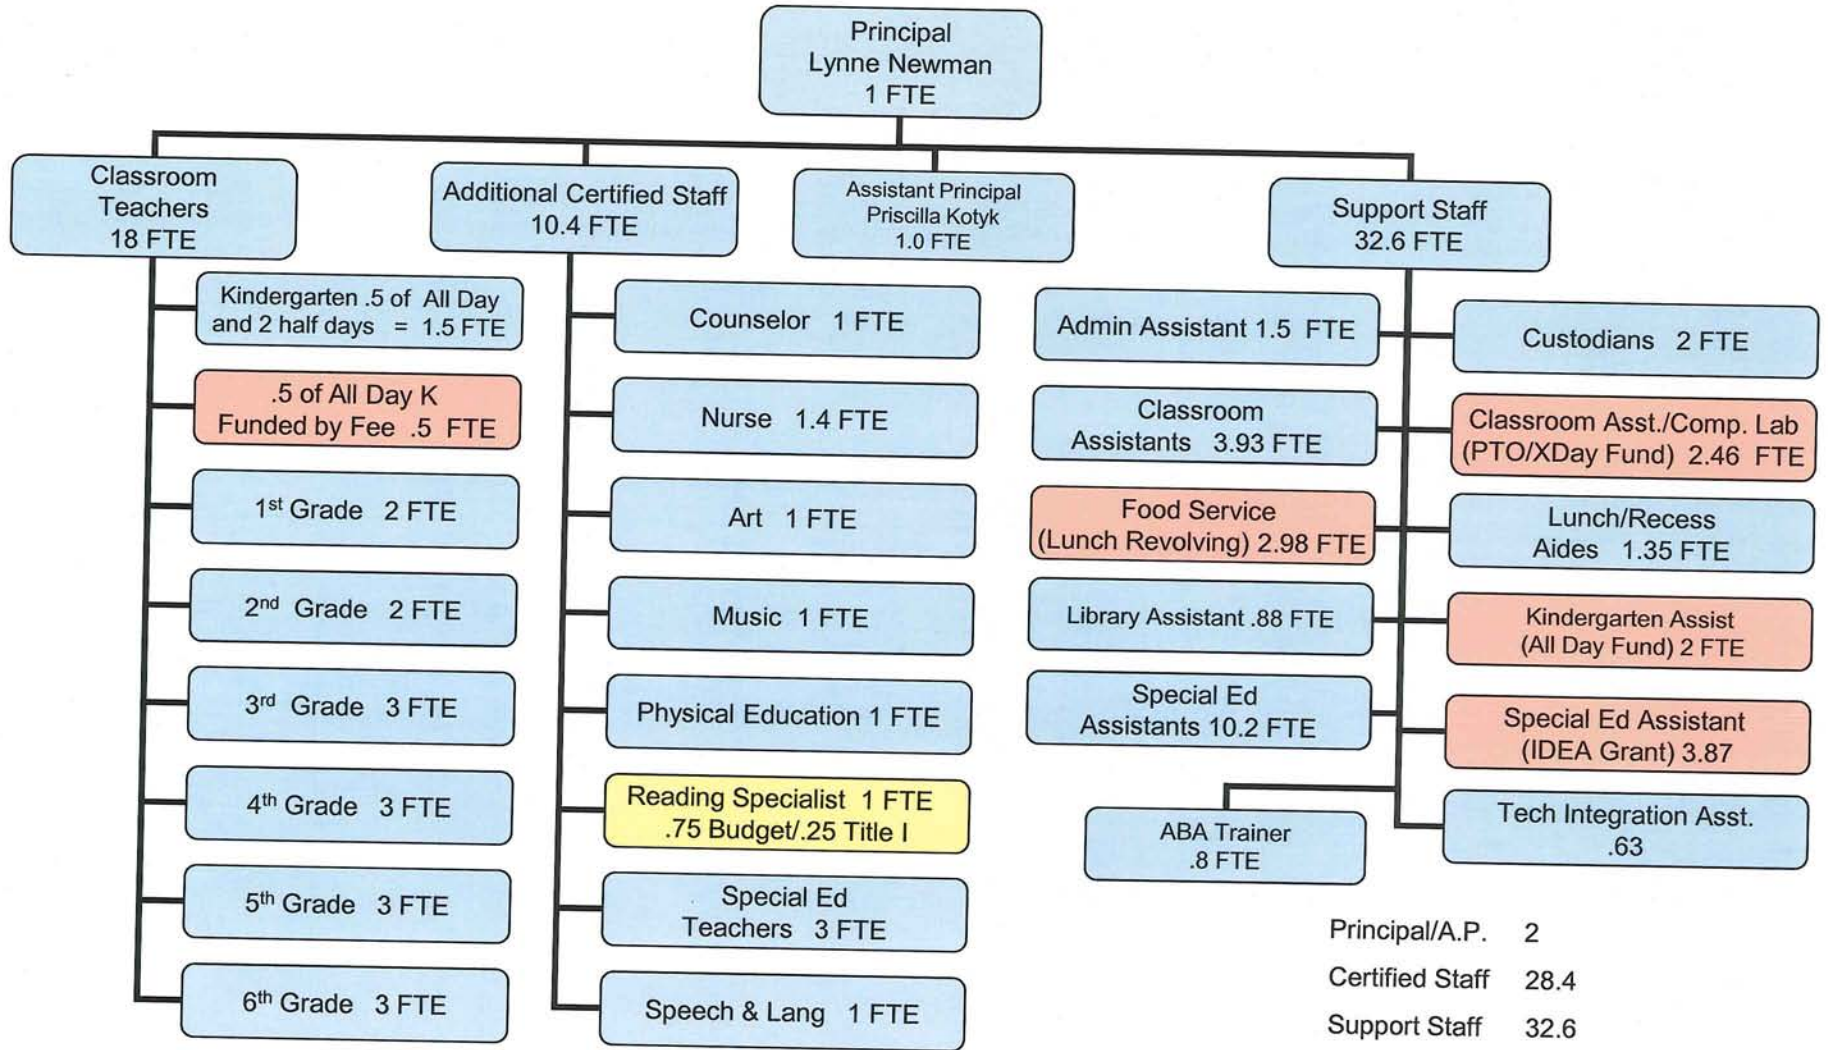 Principal
Lynne Newman
1 FTE
Classroom
Teachers
18 FTE
Additional Certified Staff
10.4 FTE
Assistant Principal
Priscilla Kotyk
1.0 FTE
Support Staff
32.6 FTE
Kindergarten .5 of All Day
and 2 half days = 1.5 FTE
.5 of All Day K
Funded by Fee .5 FTE
1st Grade 2 FTE
2nd Grade 2 FTE
3rd Grade 3 FTE
4th Grade 3 FTE
5th Grade 3 FTE
6th Grade 3 FTE
Counselor 1 FTE
Nurse 1.4 FTE
Art 1 FTE
Music 1 FTE
Physical Education 1 FTE
Reading Specialist 1 FTE
.75 Budget/.25 Title I
Special Ed
Teachers 3 FTE
Speech & Lang 1 FTE
Admin Assistant 1.5 FTE
Classroom
Assistants 3.93 FTE
Food Service
(Lunch Revolving) 2.98 FTE
Library Assistant .88 FTE
Special Ed
Assistants 10.2 FTE
ABA Trainer
.8 FTE
Custodians 2 FTE
Classroom Asst./Comp. Lab
(PTO/XDay Fund) 2.46 FTE
Lunch/Recess
Aides 1.35 FTE
Kindergarten Assist
(All Day Fund) 2 FTE
Special Ed Assistant
(IDEA Grant) 3.87
Tech Integration Asst.
.63
Principal/A.P. 2
Certified Staff 28.4
Support Staff 32.6